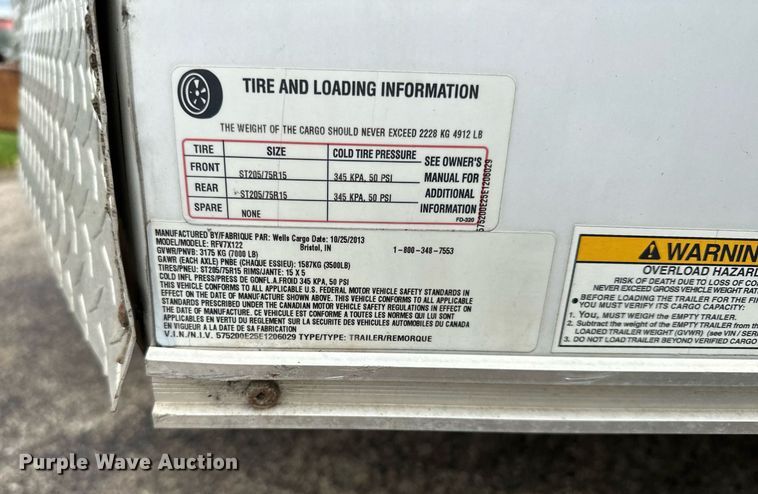 TIRE AND LOADING INFORMATION
THE WEIGHT OF THE CARGO SHOULD NEVER EXCEED 2228 KG 4912 LB
TIRE SIZE COLD TIRE PRESSURE SEE OWNER'S
FRONT ST205/75R15 345 KPA, 50 PSI MANUAL FOR
REAR ST205/75R15 345 KPA, 50 PSI ADDITIONAL
SPARE NONE INFORMATION
FD-320
575200E25E1206029
MANUFACTURED BY/FABRIQUE PAR: Wells Cargo Date: 10/25/2013
MODEL/MODELE: RFV7X122 Bristol, IN 1-800-348-7553
GVWR/PNVB: 3175 KG (7000 LB)
GAWR (EACH AXLE) PNBE (CHAQUE ESSIEU): 1587KG (3500LB)
TIRES/PNEU: ST205/75R15 RIMS/JANTE: 15 X 5
COLD INFL PRESS/PRESS DE GONFL A.FROID 345 KPA, 50 PSI
THIS VEHICLE CONFORMS TO ALL APPLICABLE U.S. FEDERAL MOTOR VEHICLE SAFETY STANDARDS IN
EFFECT ON THE DATE OF MANUFACTURE SHOWN ABOVE. THIS VEHICLE CONFORMS TO ALL APPLICABLE
STANDARDS PRESCRIBED UNDER THE CANADIAN MOTOR VEHICLE SAFETY REGULATIONS IN EFFECT ON
THE DATE OF MANUFACTURE. CE VEHICULE EST CONFORME A TOUTES LES NORMES QUI LUI SONT
APPLICABLES EN VERTU DU REGLEMENT SUR LA SECURITE DES VEHICULES AUTOMOBILES DU CANADA
EN VIGUEUR A LA DATE DE SA FABRICATION
V.I.N./N.I.V. 575200E25E1206029 TYPE/TYPE: TRAILER/REMORQUE
WARNIN
OVERLOAD HAZAR
RISK OF DEATH DUE TO LOSS OF CO
NEVER EXCEED GROSS VEHICLE WEIGHT RAT
● BEFORE LOADING THE TRAILER FOR THE FI
YOU MUST VERIFY ITS CARGO CAPACITY:
1. YOU, MUST WEIGH the EMPTY TRAILER.
2. Subtract the weight of the EMPTY TRAILER from the
LOADED TRAILER WEIGHT (GVWR) (see VIN / Seri
3. DO NOT LOAD TRAILER BEYOND VERIFIED CARGO
Purple Wave Auction